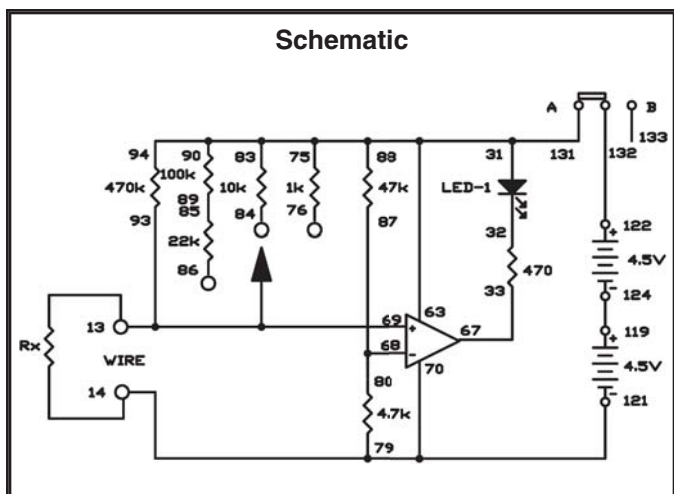 Schematic
A B
133
94 90 83 75 88 31 131 132
100k
470k 10k 1k 47k LED-1
89
93 85 84 76 87 122
+
22k 32 4.5V
86 470 -
33 124
69 63 119
13 + 67 +
Rx 68
WIRE - 4.5V
70 -
14 80 121
4.7k
79